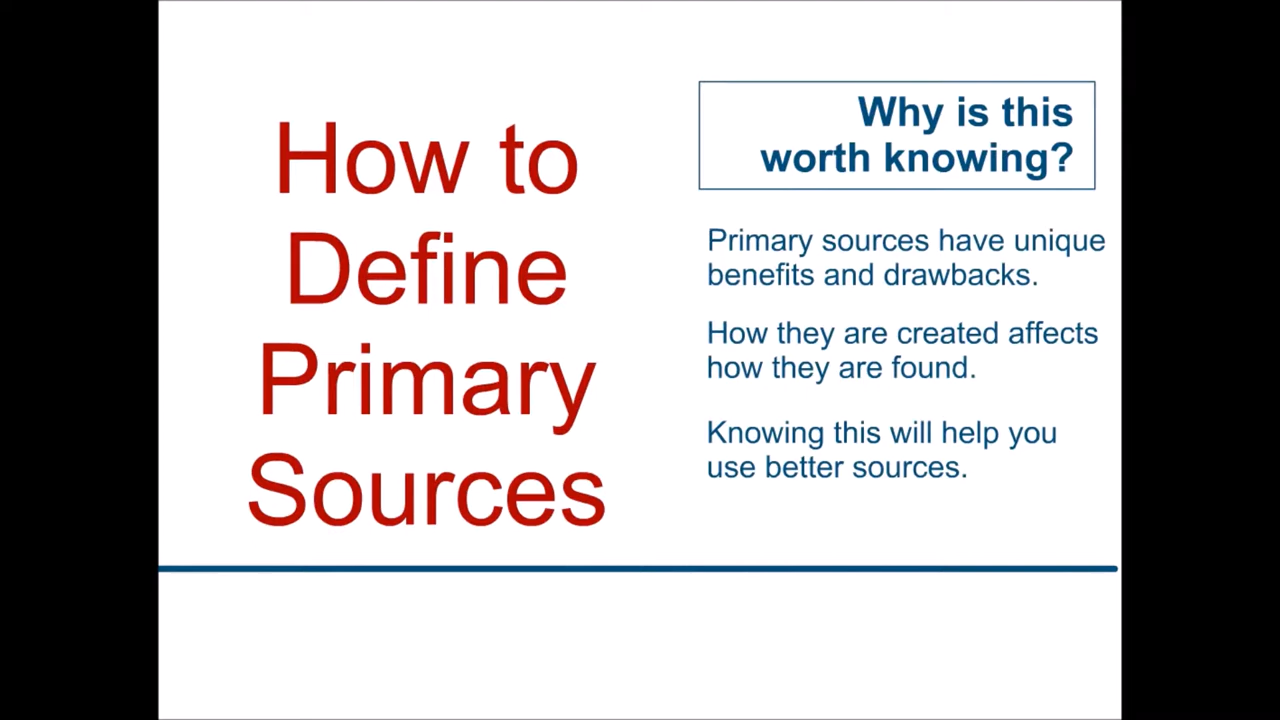 How to
Define
Primary
Sources
Why is this
worth knowing?
Primary sources have unique
benefits and drawbacks.
How they are created affects
how they are found.
Knowing this will help you
use better sources.